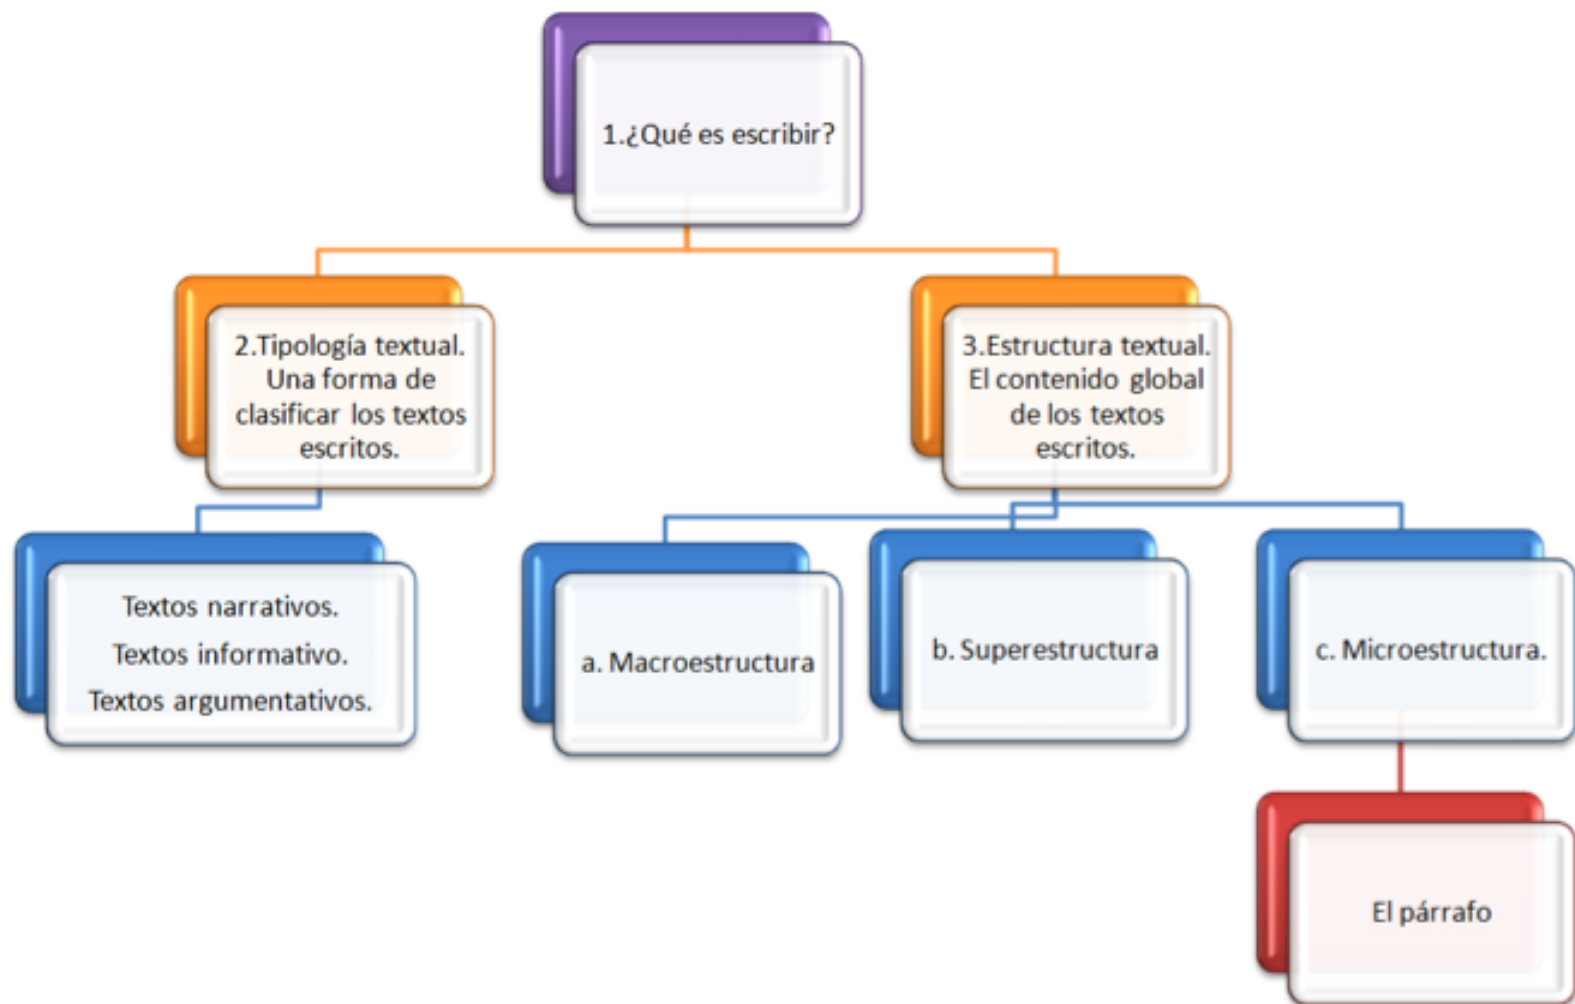 1.¿Qué es escribir?
2.Tipología textual.
Una forma de
clasificar los textos
escritos.
3.Estructura textual.
El contenido global
de los textos
escritos.
Textos narrativos.
Textos informativo.
Textos argumentativos.
a. Macroestructura
b. Superestructura
c. Microestructura.
El párrafo